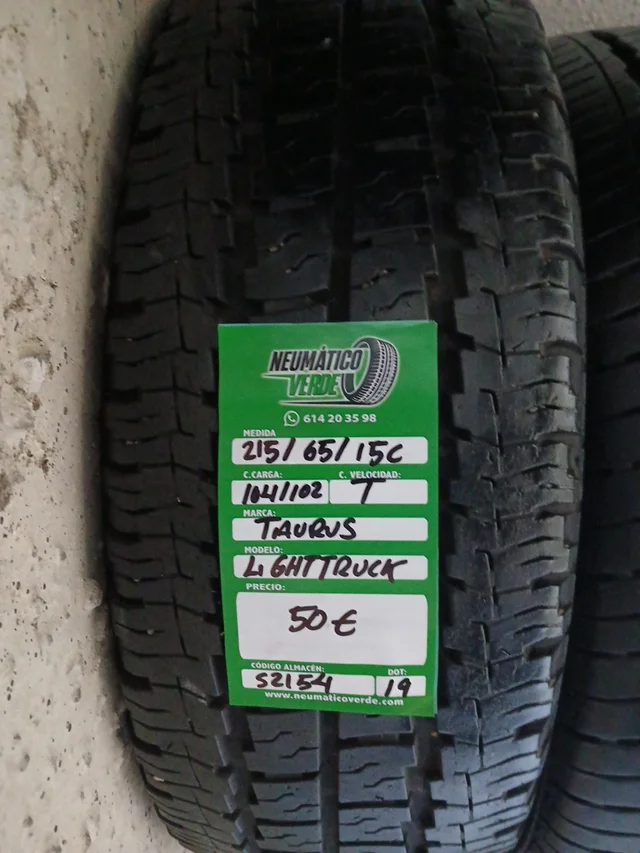 NEUMÁTICO
VERDE
614 20 35 98
MEDIDA
215/65/15C
C.CARGA: C. VELOCIDAD:
104/102 T
MARCA:
TAURUS
MODELO:
LIGHTTRUCK
PRECIO:
50€
CÓDIGO ALMACÉN: DOT:
S2154 19
www.neumaticoverde.com